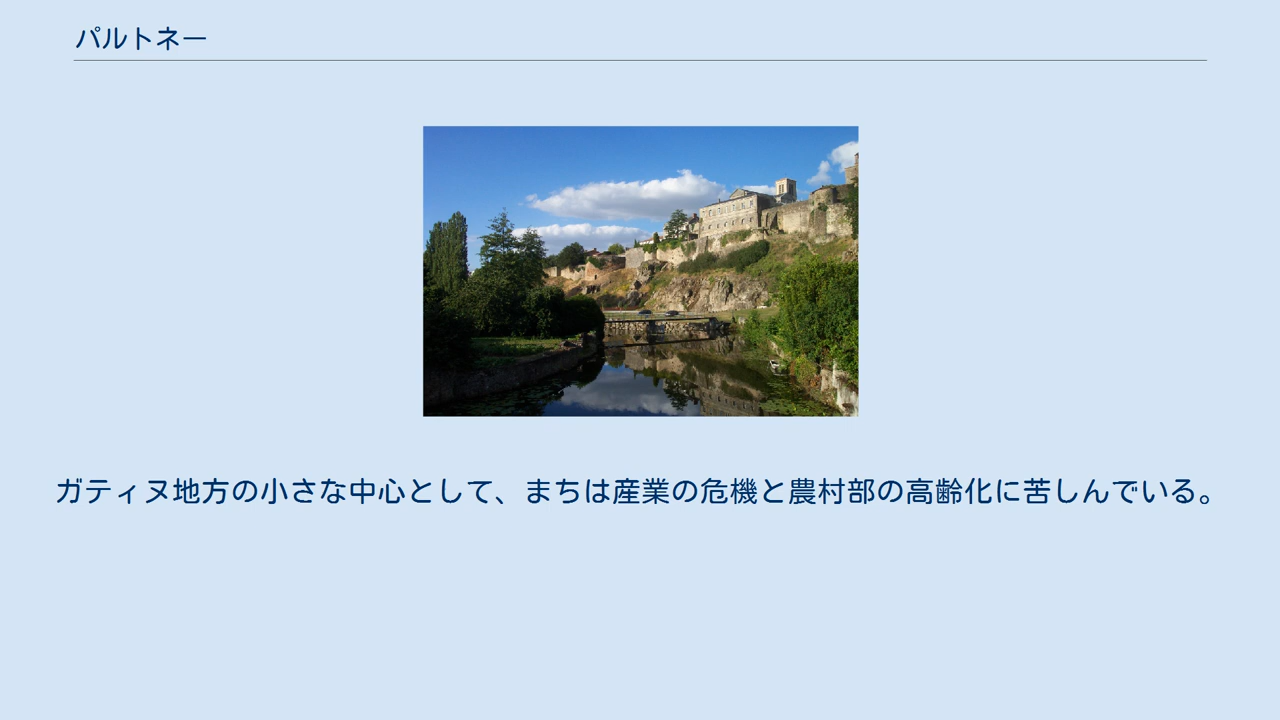 パルトネー
ガティヌ地方の小さな中心として、まちは産業の危機と農村部の高齢化に苦しんでいる。